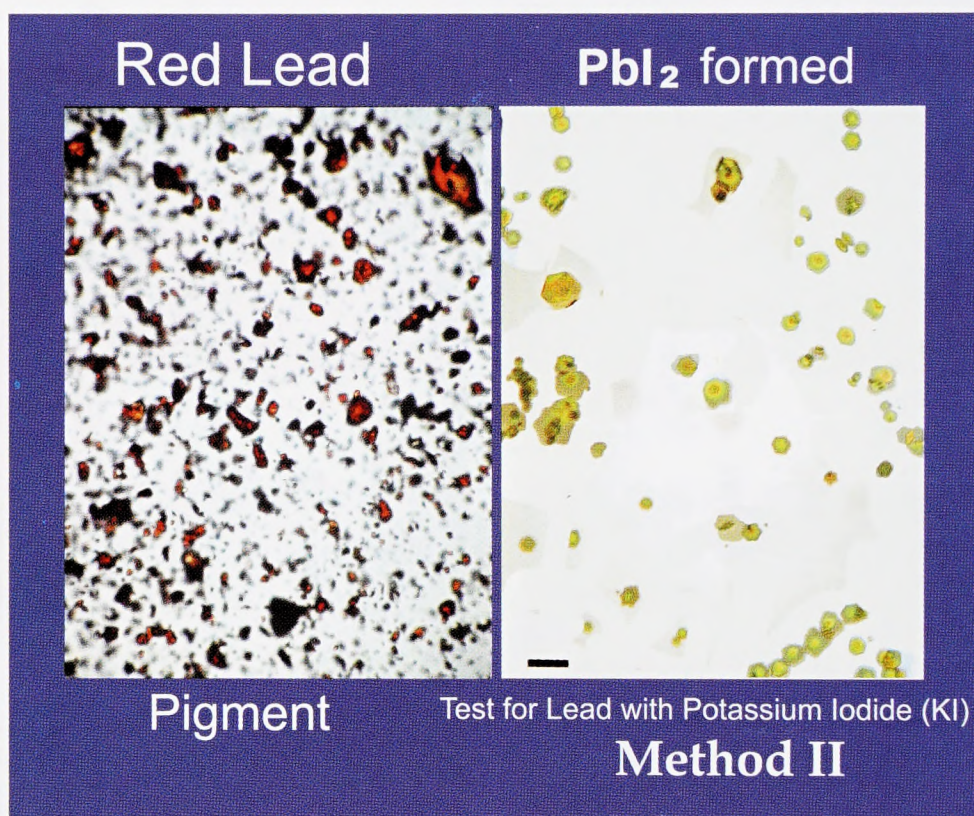 Red Lead
PbI₂ formed
Pigment
Test for Lead with Potassium Iodide (KI)
Method II